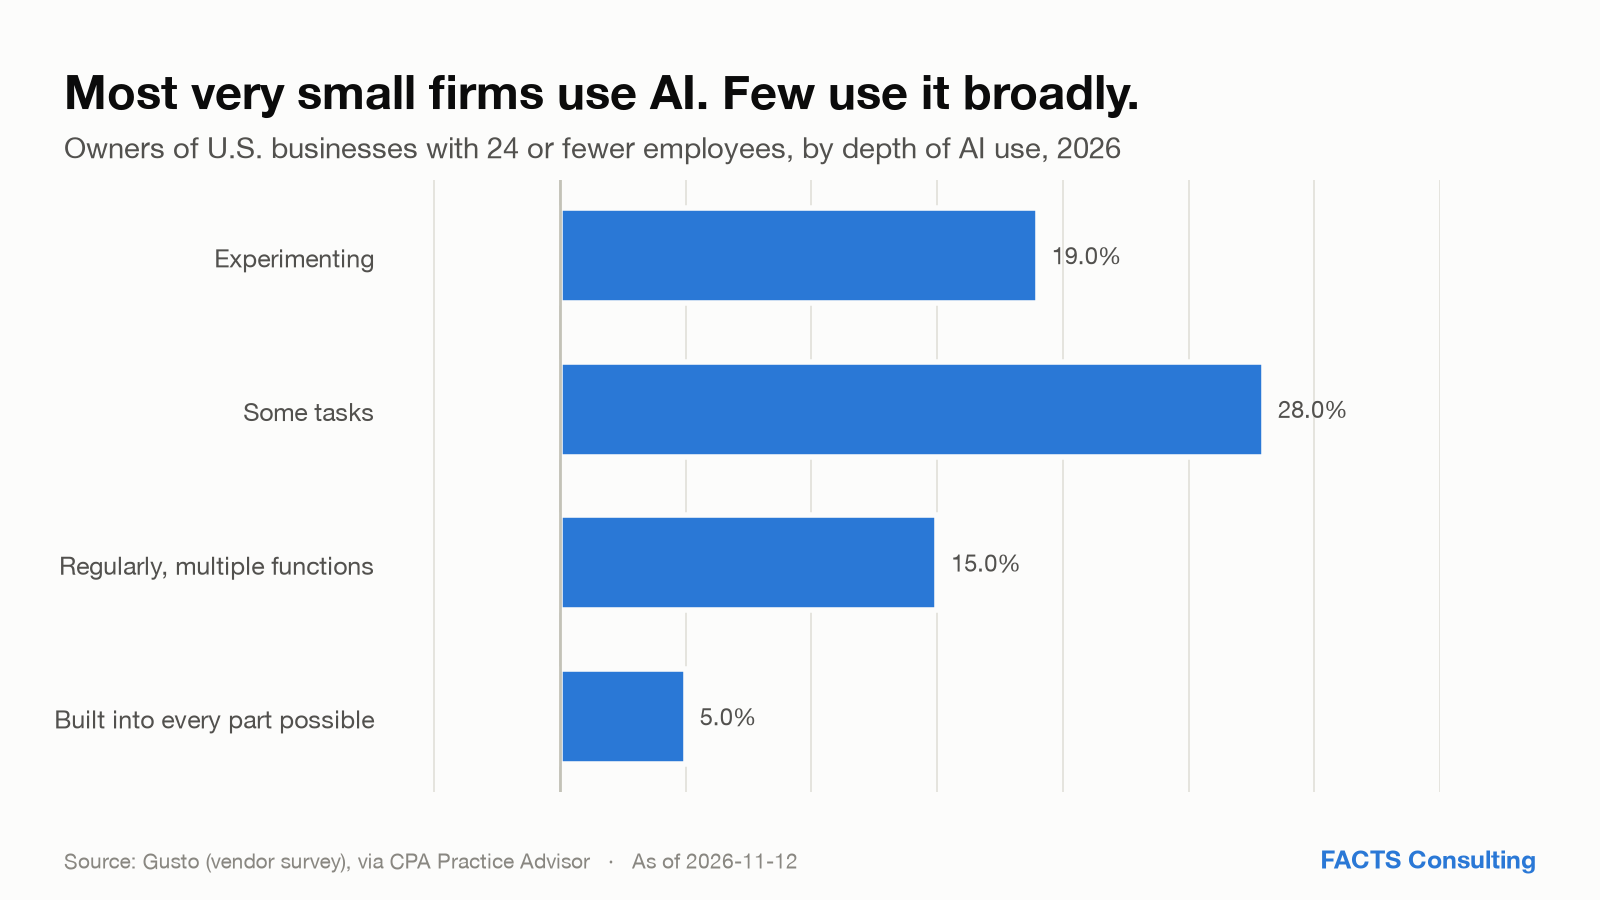 Most very small firms use AI. Few use it broadly.
Owners of U.S. businesses with 24 or fewer employees, by depth of AI use, 2026
Experimenting
19.0%
Some tasks
28.0%
Regularly, multiple functions
15.0%
Built into every part possible
5.0%
Source: Gusto (vendor survey), via CPA Practice Advisor · As of 2026-11-12
FACTS Consulting